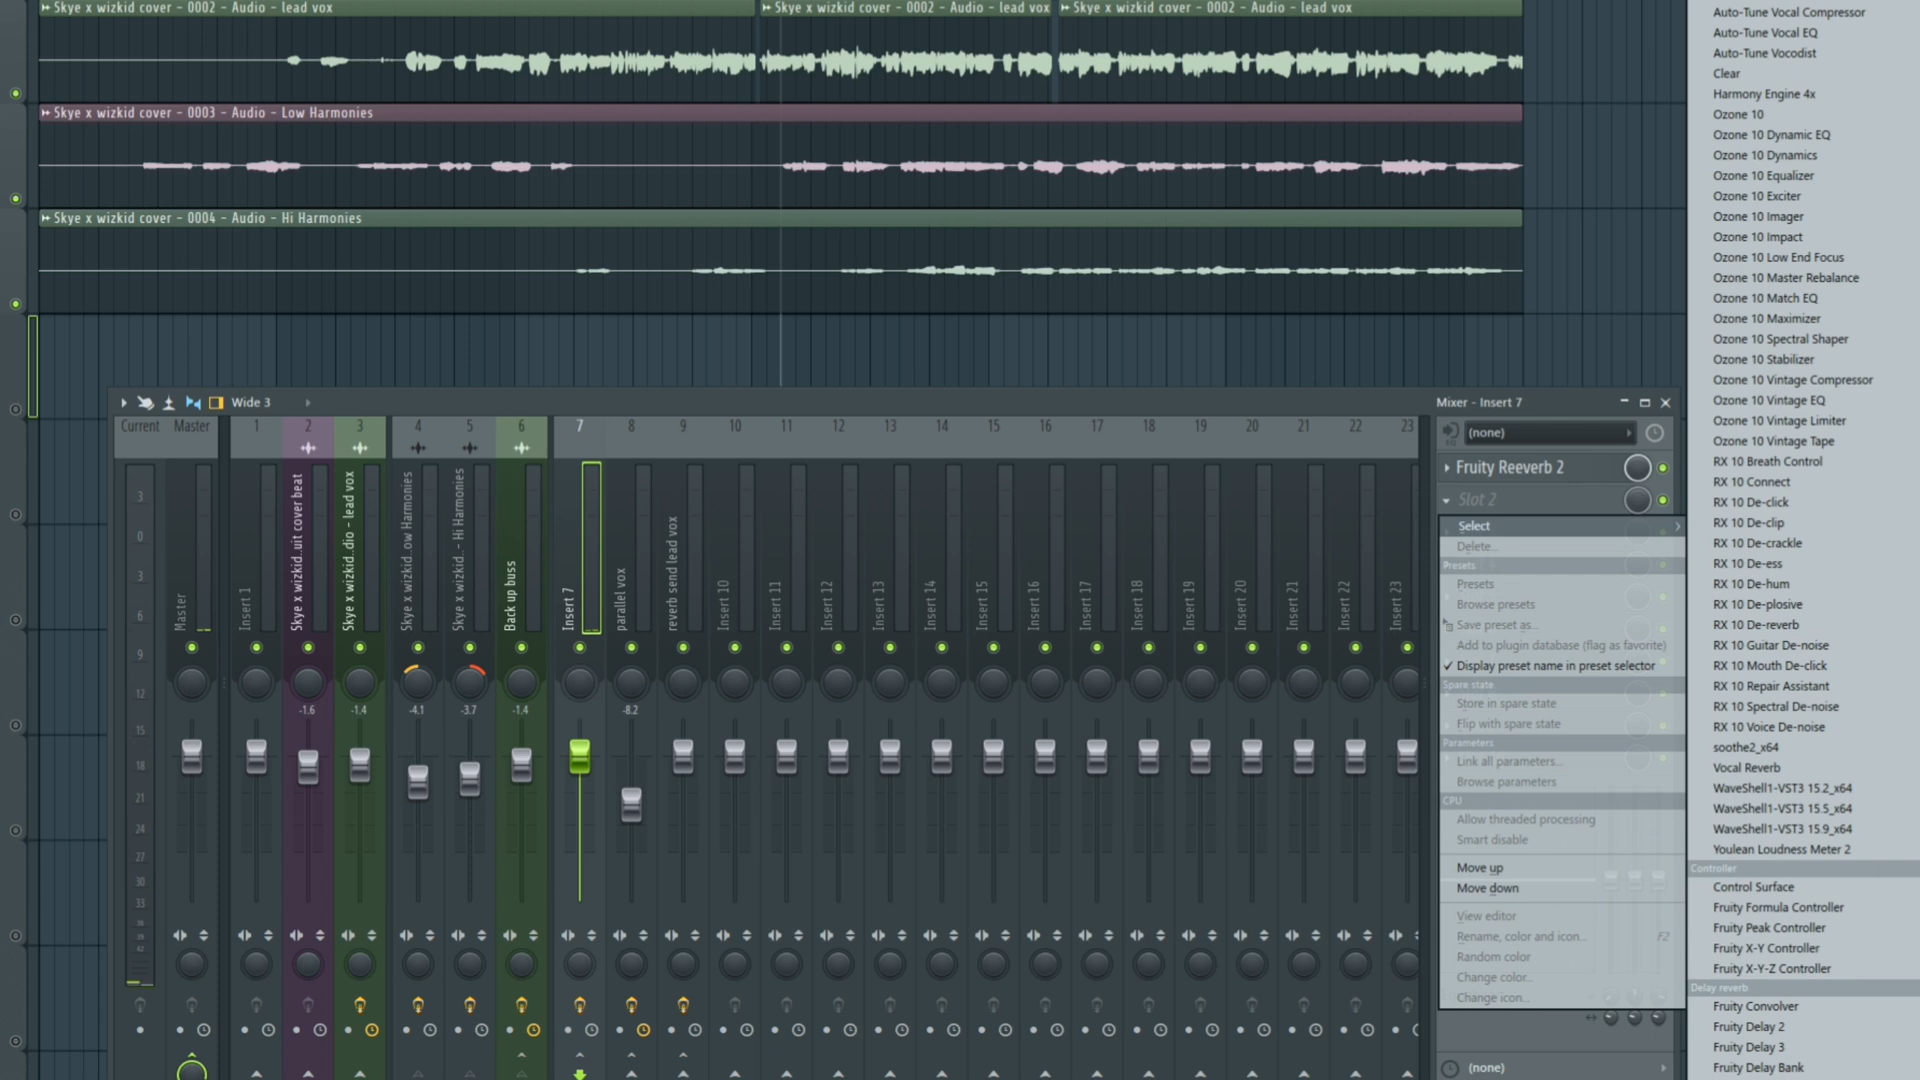 Skye x wizkid cover - 0002 - Audio - lead vox
Skye x wizkid cover - 0002 - Audio - lead vox
Skye x wizkid cover - 0002 - Audio - lead vox
Skye x wizkid cover - 0003 - Audio - Low Harmonies
Skye x wizkid cover - 0004 - Audio - Hi Harmonies
Wide 3
Current
Master
1
2
3
4
5
6
7
8
9
10
11
12
13
14
15
16
17
18
19
20
21
22
23
3
0
3
6
9
12
15
18
21
24
27
30
33
Master
Insert 1
Skye x wizkid..uit cover beat
Skye x wizkid..dio - lead vox
Skye x wizkid..ow Harmonies
Skye x wizkid.. - Hi Harmonies
Back up buss
Insert 7
parallel vox
reverb send lead vox
Insert 10
Insert 11
Insert 12
Insert 13
Insert 14
Insert 15
Insert 16
Insert 17
Insert 18
Insert 19
Insert 20
Insert 21
Insert 22
Insert 23
-1.6
-1.4
-4.1
-3.7
-1.4
-8.2
Mixer - Insert 7
(none)
Fruity Reeverb 2
Slot 2
Select
Delete...
Presets
Presets
Browse presets
Save preset as...
Add to plugin database (flag as favorite)
Display preset name in preset selector
Spare state
Store in spare state
Flip with spare state
Parameters
Link all parameters...
Browse parameters
CPU
Allow threaded processing
Smart disable
Move up
Move down
View editor
Rename, color and icon... F2
Random color
Change color...
Change icon...
(none)
Auto-Tune Vocal Compressor
Auto-Tune Vocal EQ
Auto-Tune Vocodist
Clear
Harmony Engine 4x
Ozone 10
Ozone 10 Dynamic EQ
Ozone 10 Dynamics
Ozone 10 Equalizer
Ozone 10 Exciter
Ozone 10 Imager
Ozone 10 Impact
Ozone 10 Low End Focus
Ozone 10 Master Rebalance
Ozone 10 Match EQ
Ozone 10 Maximizer
Ozone 10 Spectral Shaper
Ozone 10 Stabilizer
Ozone 10 Vintage Compressor
Ozone 10 Vintage EQ
Ozone 10 Vintage Limiter
Ozone 10 Vintage Tape
RX 10 Breath Control
RX 10 Connect
RX 10 De-click
RX 10 De-clip
RX 10 De-crackle
RX 10 De-ess
RX 10 De-hum
RX 10 De-plosive
RX 10 De-reverb
RX 10 Guitar De-noise
RX 10 Mouth De-click
RX 10 Repair Assistant
RX 10 Spectral De-noise
RX 10 Voice De-noise
soothe2_x64
Vocal Reverb
WaveShell1-VST3 15.2_x64
WaveShell1-VST3 15.5_x64
WaveShell1-VST3 15.9_x64
Youlean Loudness Meter 2
Controller
Control Surface
Fruity Formula Controller
Fruity Peak Controller
Fruity X-Y Controller
Fruity X-Y-Z Controller
Delay reverb
Fruity Convolver
Fruity Delay 2
Fruity Delay 3
Fruity Delay Bank